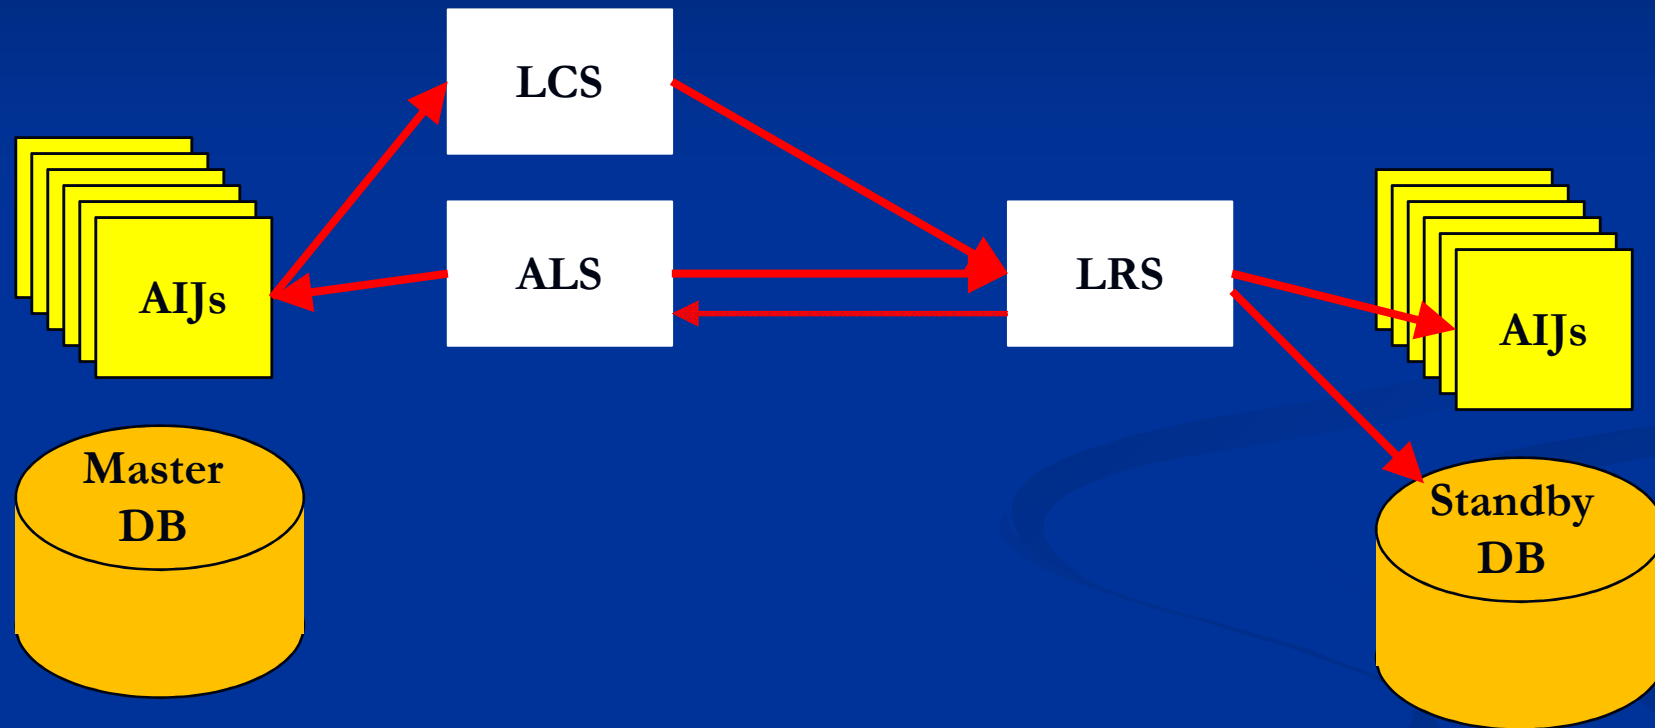 LCS
ALS
LRS
AIJs
AIJs
Master
DB
Standby
DB